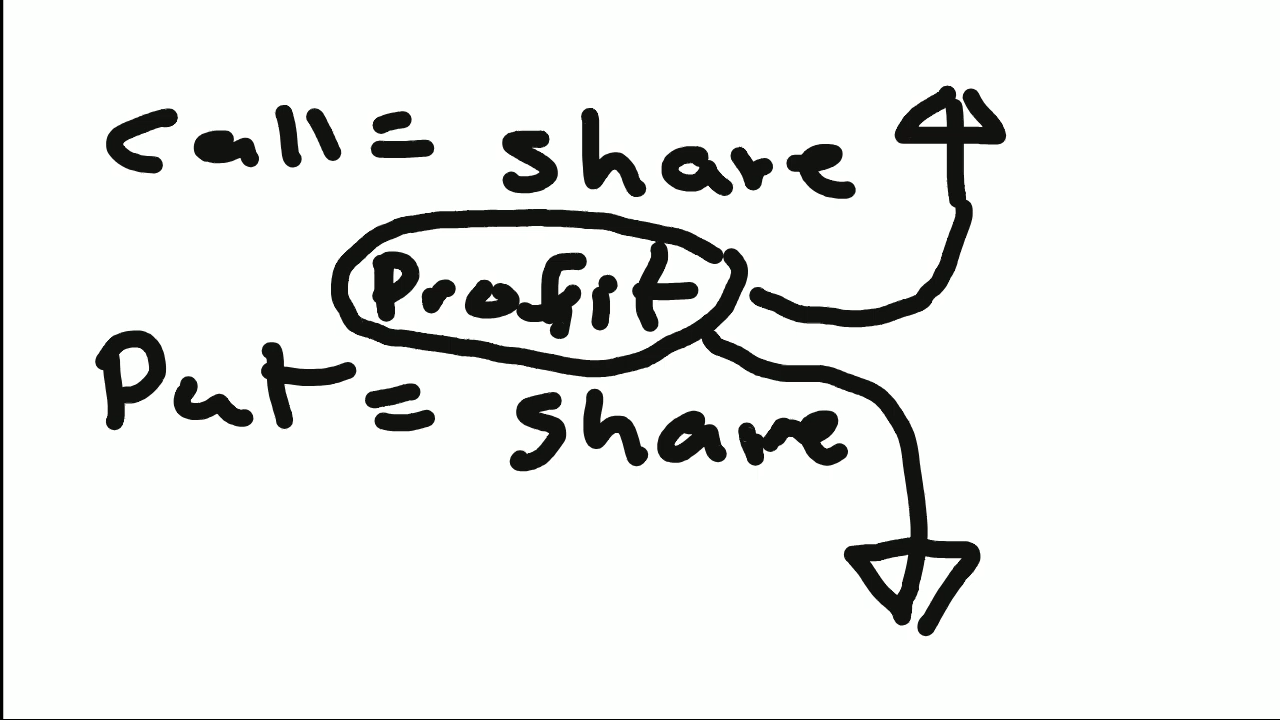 Call = share
Profit
Put = share